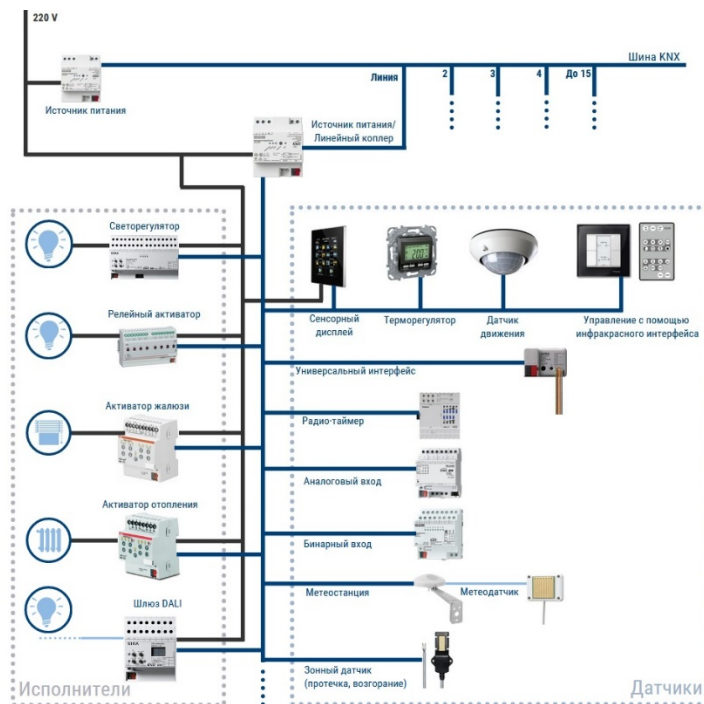 220 V
Шина KNX
Линия
2
3
4
До 15
Источник питания
Источник питания/
Линейный коплер
Светорегулятор
Релейный активатор
Активатор жалюзи
Активатор отопления
Шлюз DALI
Исполнители
Сенсорный
дисплей
Терморегулятор
Датчик
движения
Управление с помощью
инфракрасного интерфейса
Универсальный интерфейс
Радио-таймер
Аналоговый вход
Бинарный вход
Метеостанция
Метеодатчик
Зонный датчик
(протечка, возгорание)
Датчики